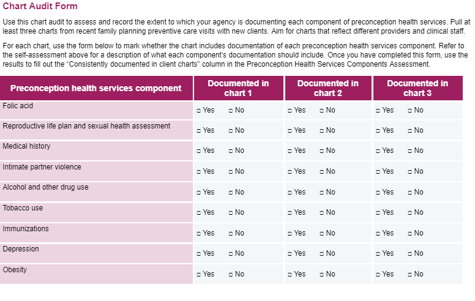 Chart Audit Form
Use this chart audit to assess and record the extent to which your agency is documenting each component of preconception health services. Pull at
least three charts from recent family planning preventive care visits with new clients. Aim for charts that reflect different providers and clinical staff.
For each chart, use the form below to mark whether the chart includes documentation of each preconception health services component. Refer to
the self-assessment above for a description of what each component's documentation should include. Once you have completed this form, use the
results to fill out the “Consistently documented in client charts” column in the Preconception Health Services Components Assessment.
Preconception health services component Documented in chart 1 Documented in chart 2 Documented in chart 3
Folic acid □ Yes □ No □ Yes □ No □ Yes □ No
Reproductive life plan and sexual health assessment □ Yes □ No □ Yes □ No □ Yes □ No
Medical history □ Yes □ No □ Yes □ No □ Yes □ No
Intimate partner violence □ Yes □ No □ Yes □ No □ Yes □ No
Alcohol and other drug use □ Yes □ No □ Yes □ No □ Yes □ No
Tobacco use □ Yes □ No □ Yes □ No □ Yes □ No
Immunizations □ Yes □ No □ Yes □ No □ Yes □ No
Depression □ Yes □ No □ Yes □ No □ Yes □ No
Obesity □ Yes □ No □ Yes □ No □ Yes □ No